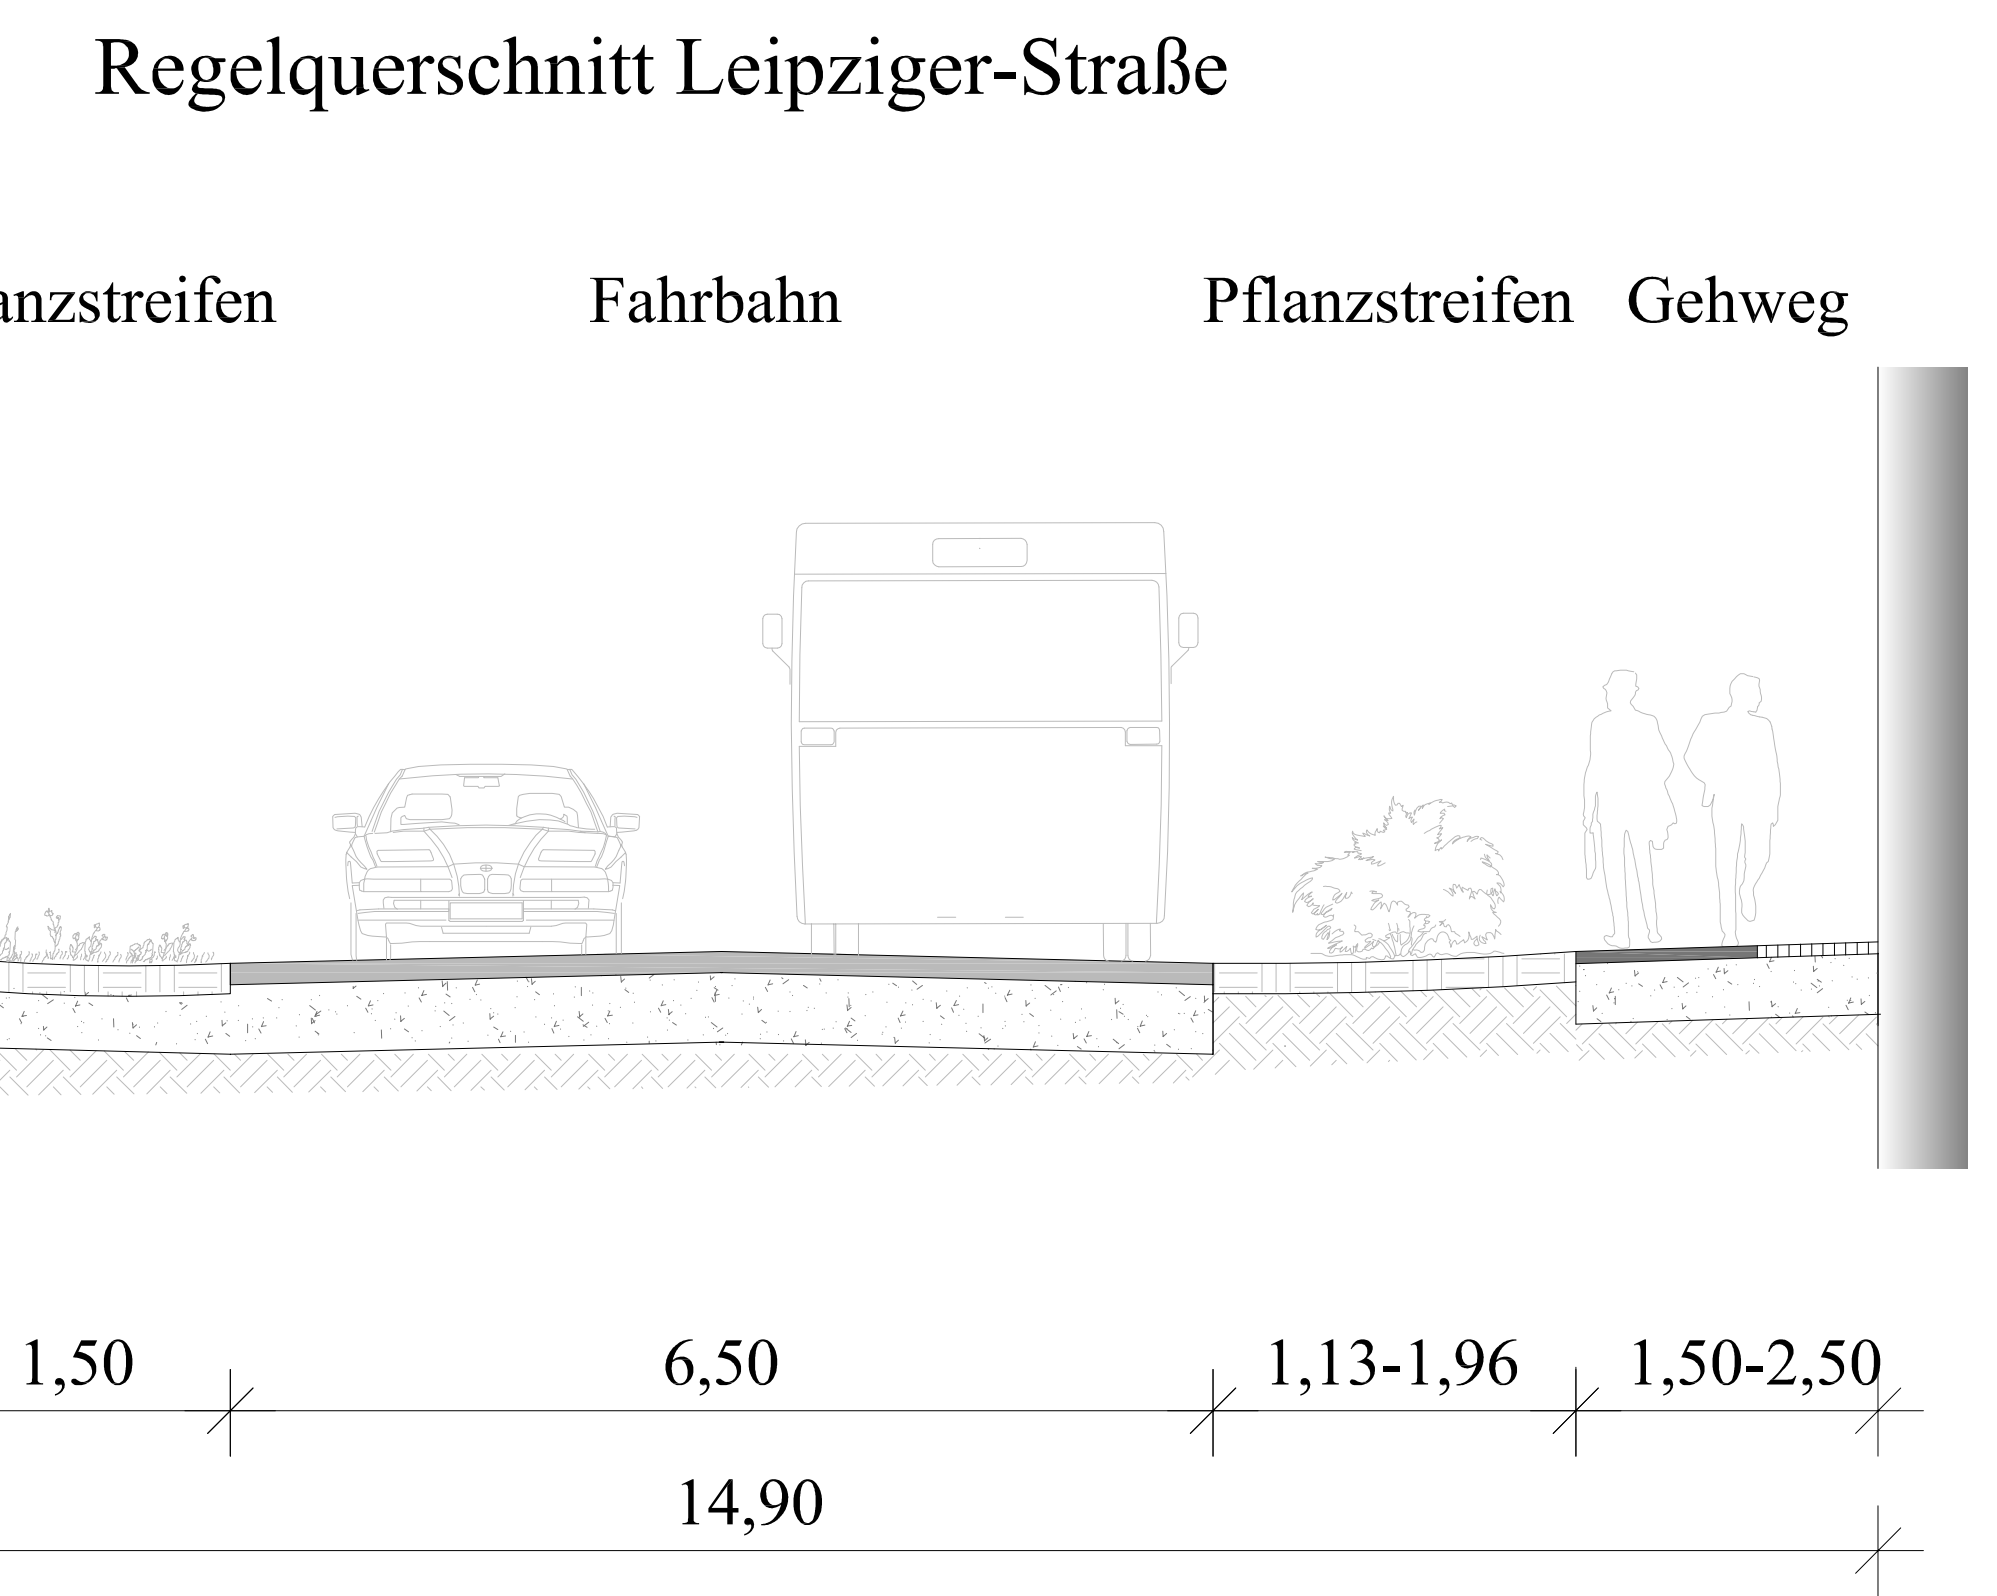 Regelquerschnitt Leipziger-Straße
anzstreifen Fahrbahn Pflanzstreifen Gehweg
1,50 6,50 1,13-1,96 1,50-2,50
14,90